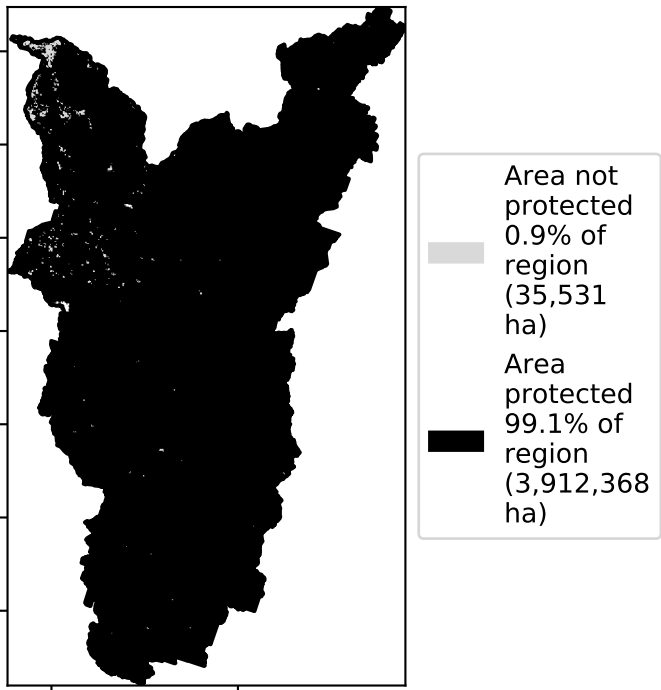 Area not
protected
0.9% of
region
(35,531
ha)
Area
protected
99.1% of
region
(3,912,368
ha)